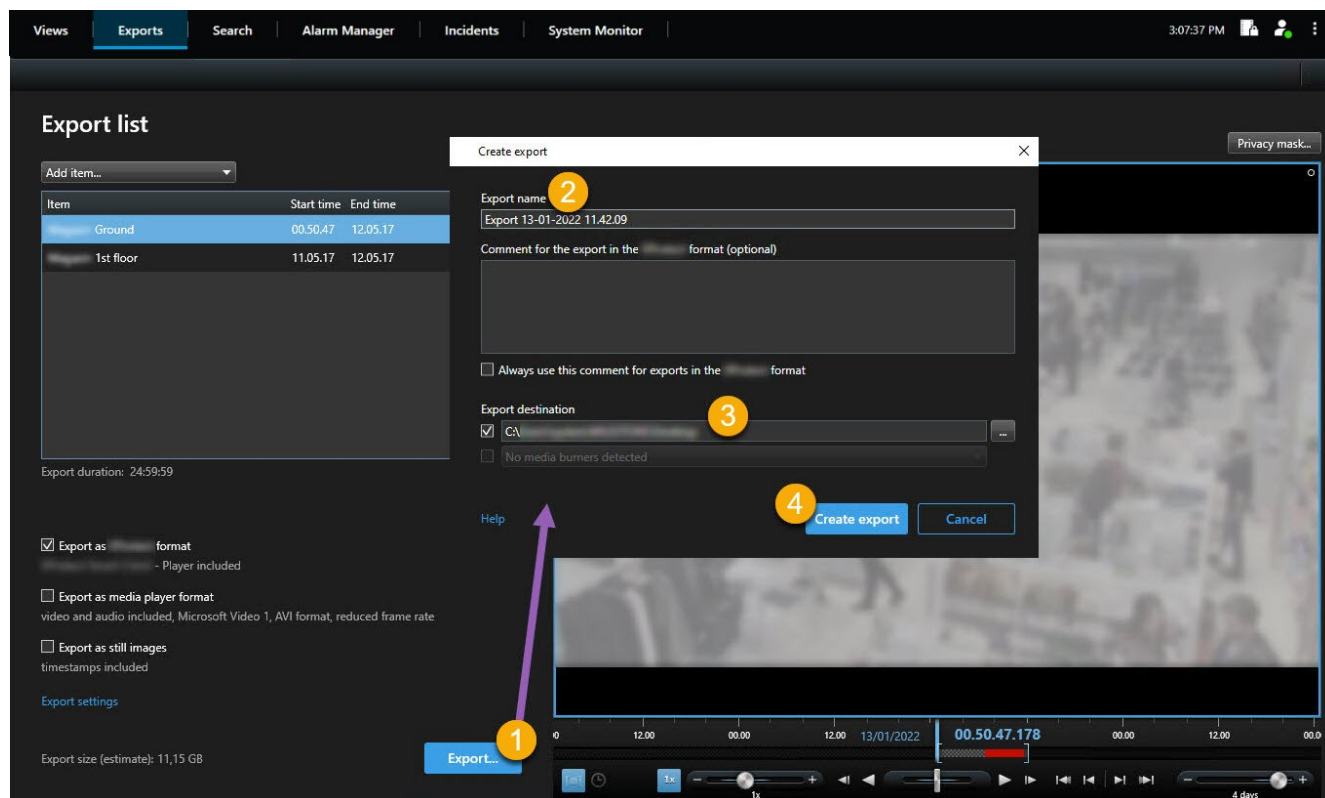 Views Exports Search Alarm Manager Incidents System Monitor 3:07:37 PM
Export list
Privacy mask...
Add item...
Item Start time End time
Ground 00.50.47 12.05.17
1st floor 11.05.17 12.05.17
Export duration: 24:59:59
Export as format
- Player included
Export as media player format
video and audio included, Microsoft Video 1, AVI format, reduced frame rate
Export as still images
timestamps included
Export settings
Export size (estimate): 11,15 GB
1
Export...
Create export
Export name 2
Export 13-01-2022 11.42.09
Comment for the export in the format (optional)
Always use this comment for exports in the format
Export destination
3
C:\ ...
No media burners detected
Help
4
Create export Cancel
12.00 00.00 12.00 13/01/2022 00.50.47.178 00.00 12.00 00.0
1x
1x 4 days